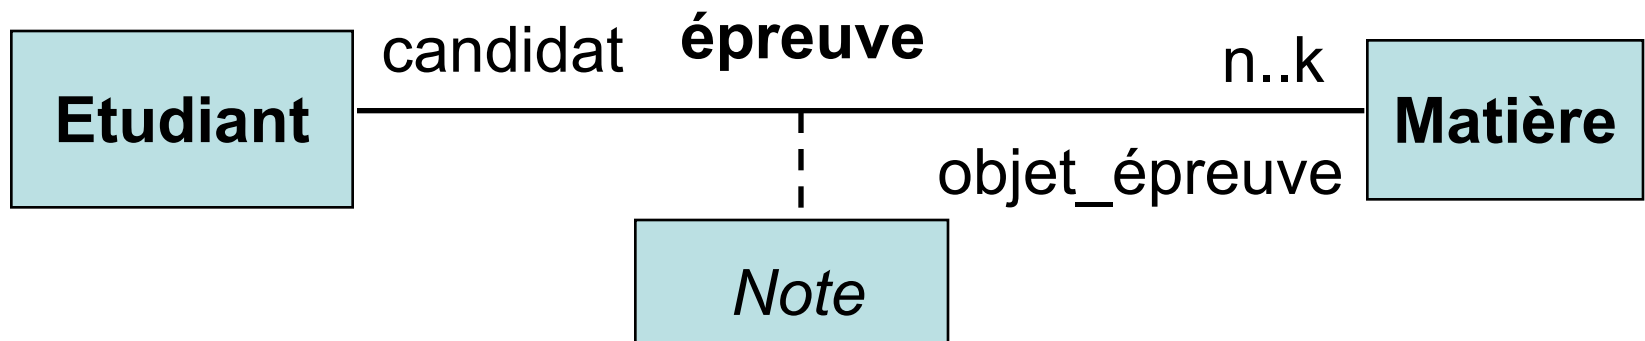 candidat épreuve
n..k
Etudiant
Matière
objet_épreuve
Note